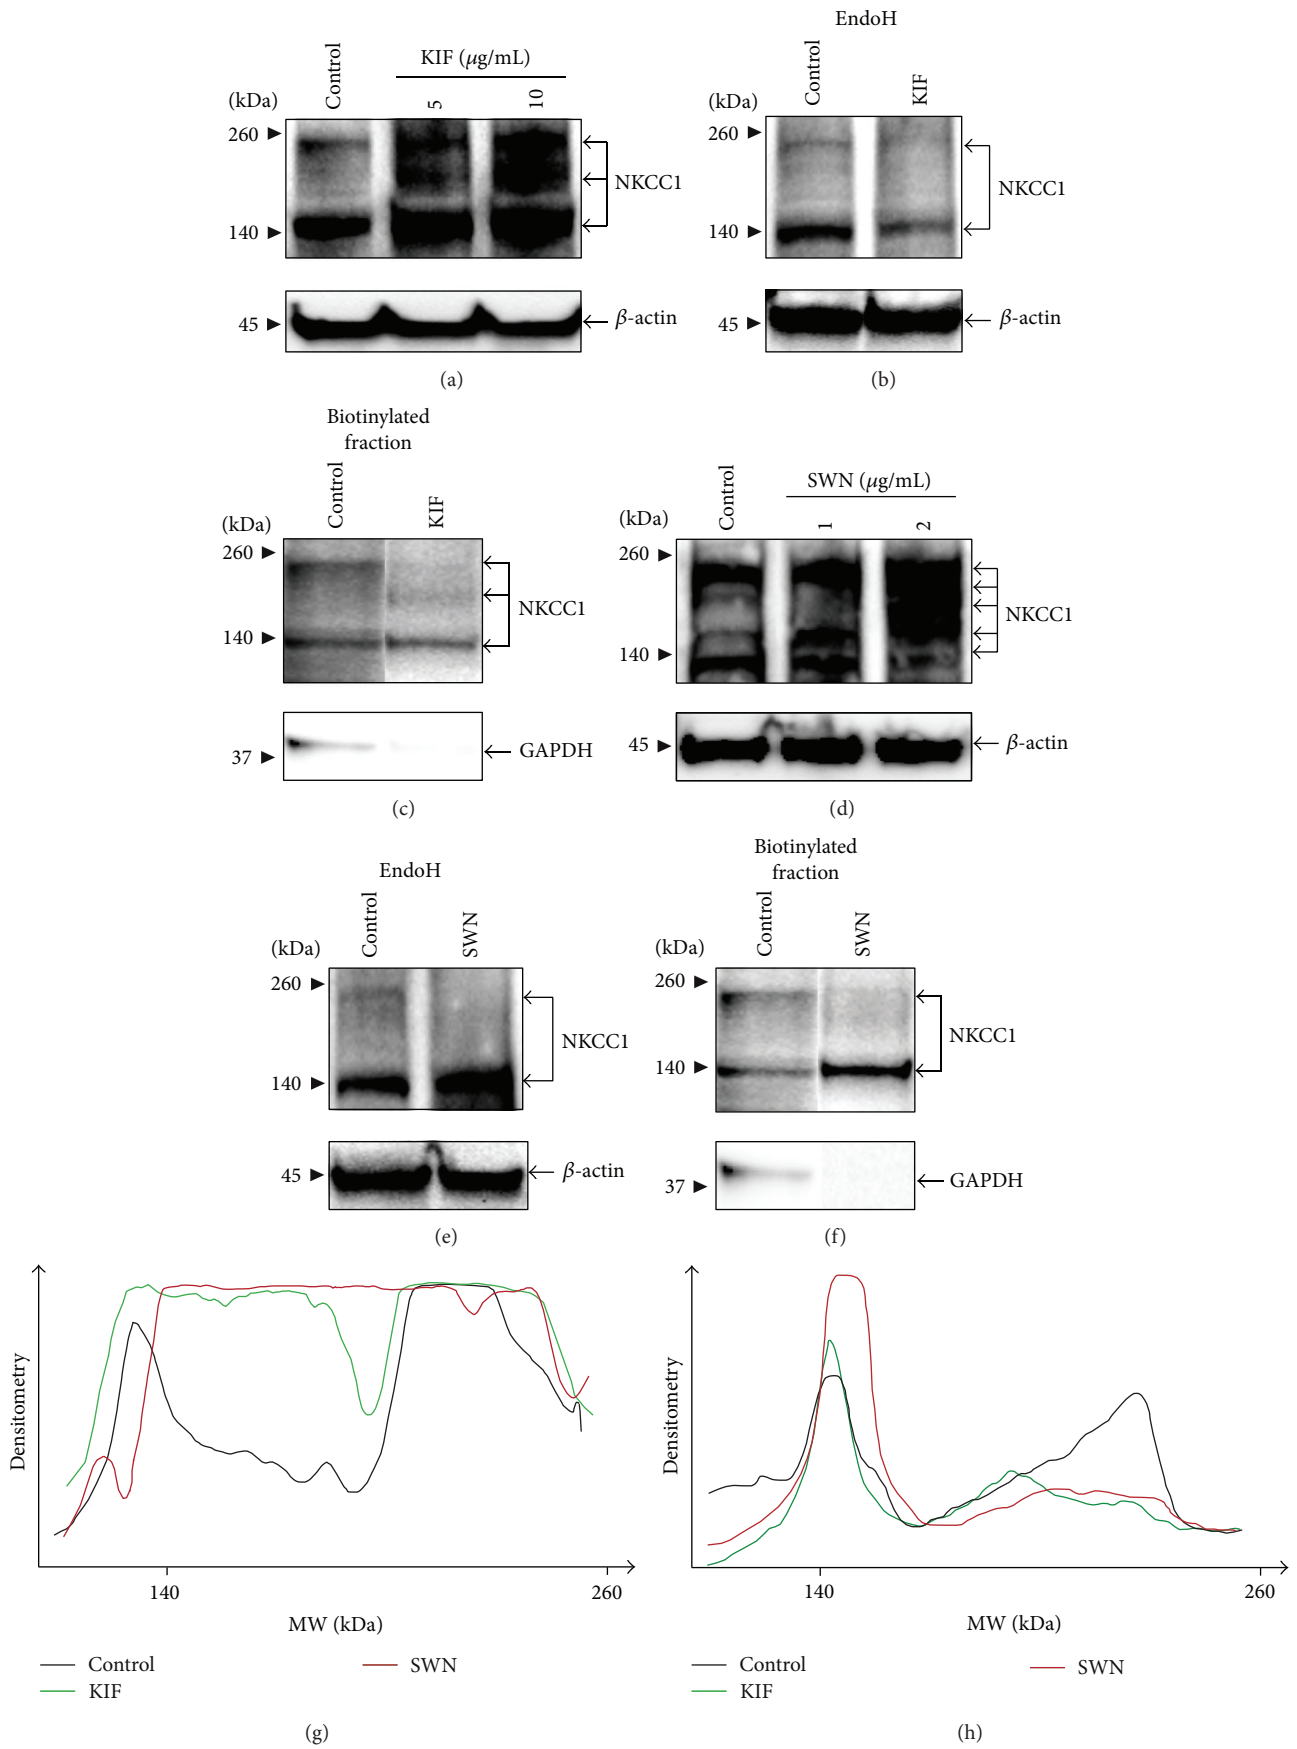 Control
KIF (μg/mL)
5
10
(kDa)
260
140
NKCC1
45
β-actin
(a)
EndoH
Control
KIF
(kDa)
260
140
NKCC1
45
β-actin
(b)
Biotinylated
fraction
Control
KIF
(kDa)
260
140
NKCC1
37
GAPDH
(c)
Control
SWN (μg/mL)
1
2
(kDa)
260
140
NKCC1
45
β-actin
(d)
EndoH
Control
SWN
(kDa)
260
140
NKCC1
45
β-actin
(e)
Biotinylated
fraction
Control
SWN
(kDa)
260
140
NKCC1
37
GAPDH
(f)
Densitometry
140
260
MW (kDa)
Control
SWN
KIF
(g)
Densitometry
140
260
MW (kDa)
Control
SWN
KIF
(h)